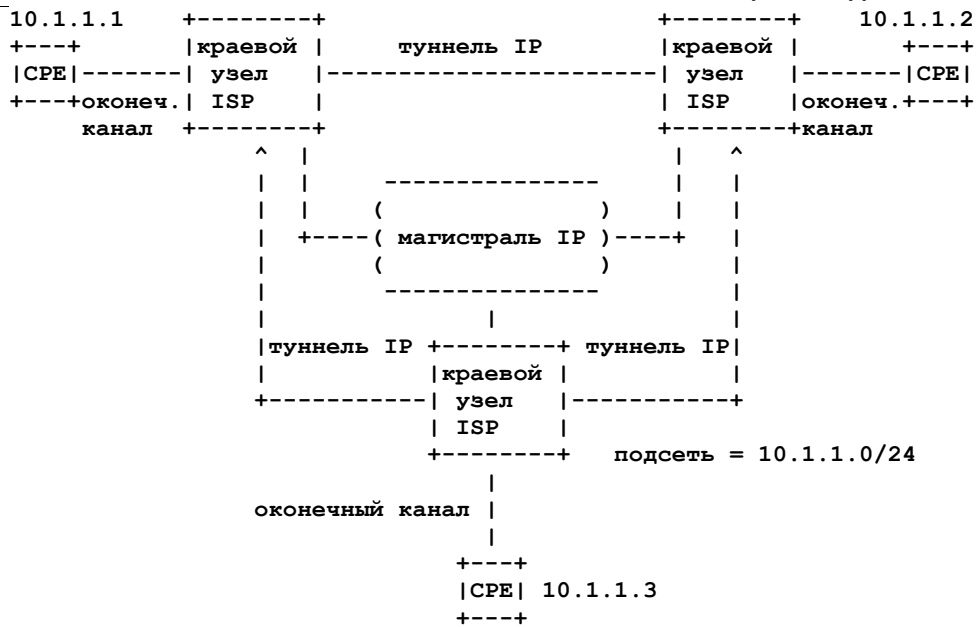 10.1.1.1 +--------+ +--------+ 10.1.1.2
+---+ |краевой | туннель IP |краевой | +---+
|CPE|-------| узел |-----------------------| узел |-------|CPE|
+---+оконеч.| ISP | | ISP |оконеч.+---+
канал +--------+ +--------+канал
^ | | ^
| | --------------- | |
| | ( ) | |
| +----( магистраль IP )----+ |
| ( ) |
| --------------- |
| | |
|туннель IP +--------+ туннель IP|
| |краевой | |
+-----------| узел |-----------+
| ISP |
+--------+ подсеть = 10.1.1.0/24
|
оконечный канал |
|
+---+
|CPE| 10.1.1.3
+---+